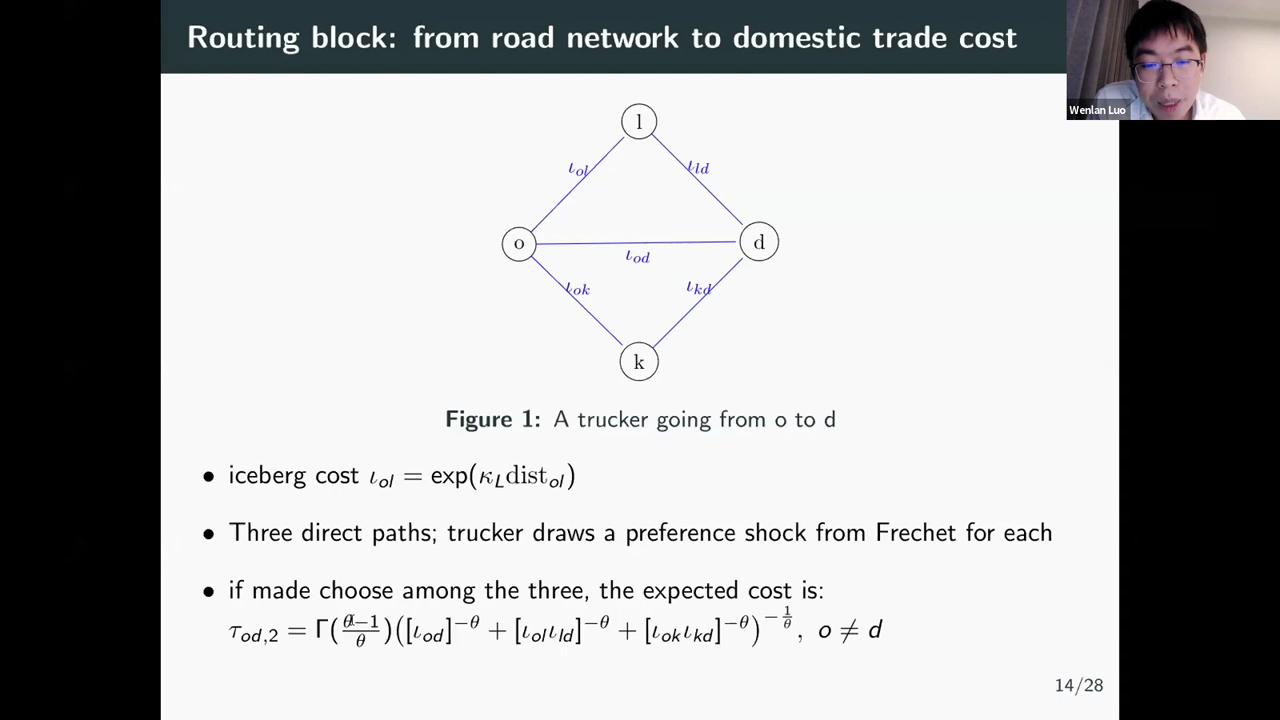 Routing block: from road network to domestic trade cost
Wenlan Luo
l
ι_ol
ι_ld
o
d
ι_od
ι_ok
ι_kd
k
Figure 1: A trucker going from o to d
• iceberg cost ι_ol = exp(κ_L dist_ol)
• Three direct paths; trucker draws a preference shock from Frechet for each
• if made choose among the three, the expected cost is:
τ_od,2 = Γ((θ−1)/θ)([ι_od]^−θ + [ι_ol ι_ld]^−θ + [ι_ok ι_kd]^−θ)^−1/θ, o ≠ d
14/28